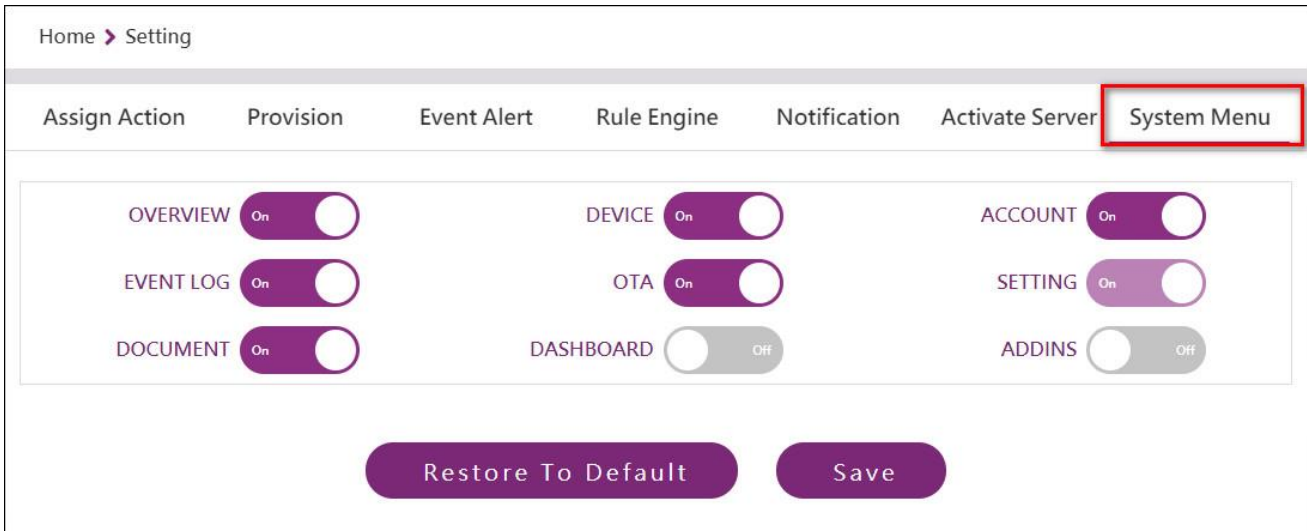 Home > Setting
Assign Action Provision Event Alert Rule Engine Notification Activate Server System Menu
OVERVIEW On DEVICE On ACCOUNT On
EVENT LOG On OTA On SETTING On
DOCUMENT On DASHBOARD Off ADDINS Off
Restore To Default Save